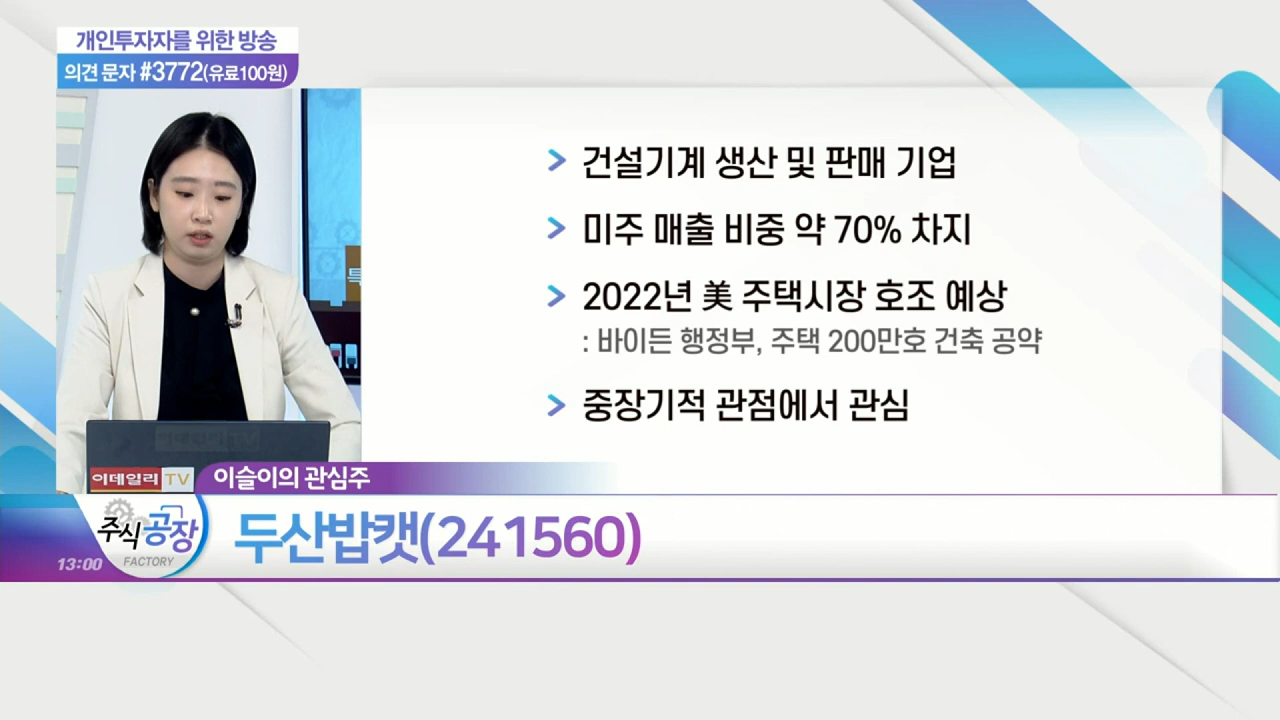 개인투자자를 위한 방송
의견 문자 #3772(유료100원)
> 건설기계 생산 및 판매 기업
> 미주 매출 비중 약 70% 차지
> 2022년 美 주택시장 호조 예상
: 바이든 행정부, 주택 200만호 건축 공약
> 중장기적 관점에서 관심
이데일리 TV
이슬이의 관심주
주식공장
FACTORY
13:00
두산밥캣(241560)